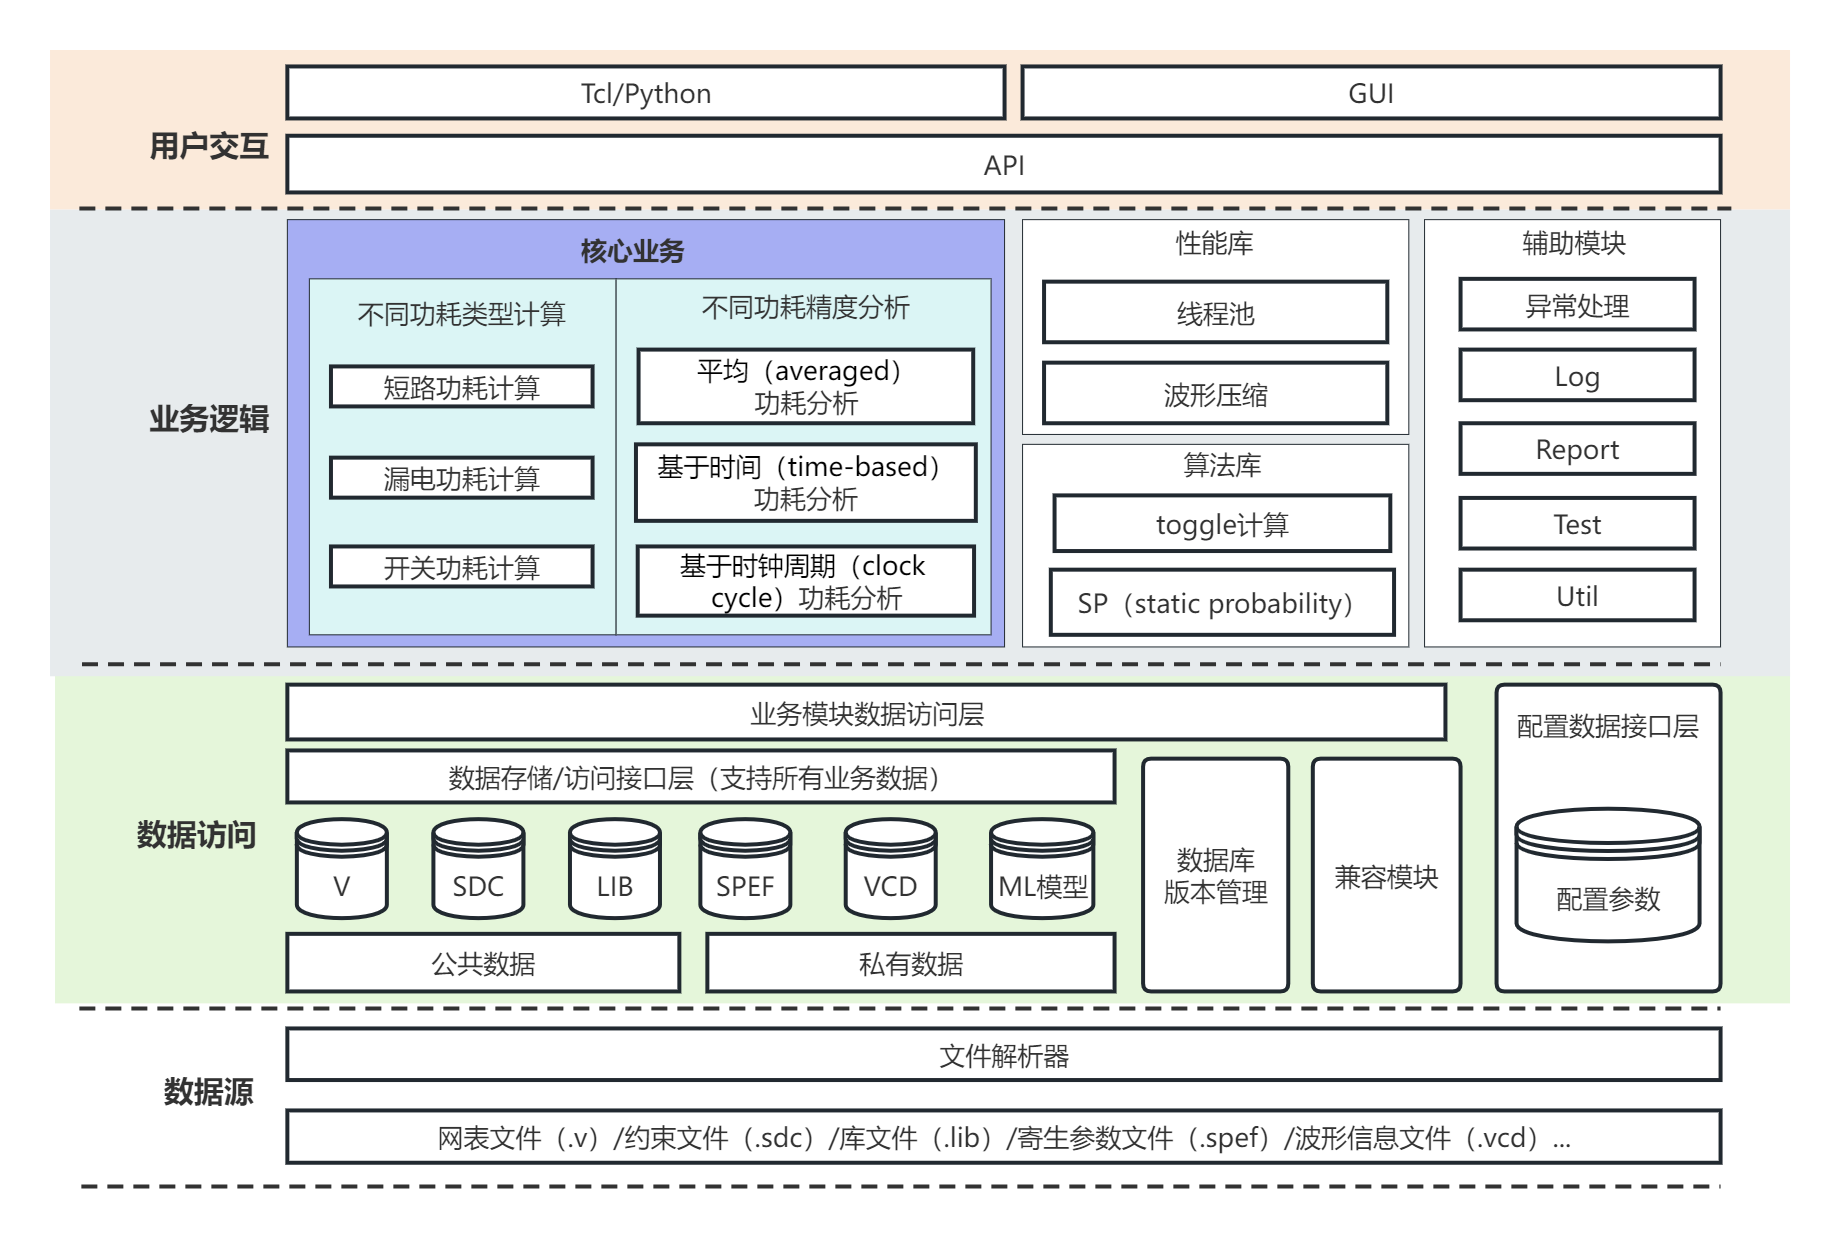 用户交互
Tcl/Python
GUI
API
业务逻辑
核心业务
不同功耗类型计算
短路功耗计算
漏电功耗计算
开关功耗计算
不同功耗精度分析
平均（averaged）
功耗分析
基于时间（time-based）
功耗分析
基于时钟周期（clock
cycle）功耗分析
性能库
线程池
波形压缩
算法库
toggle计算
SP（static probability）
辅助模块
异常处理
Log
Report
Test
Util
数据访问
业务模块数据访问层
数据存储/访问接口层（支持所有业务数据）
V
SDC
LIB
SPEF
VCD
ML模型
公共数据
私有数据
数据库
版本管理
兼容模块
配置数据接口层
配置参数
数据源
文件解析器
网表文件（.v）/约束文件（.sdc）/库文件（.lib）/寄生参数文件（.spef）/波形信息文件（.vcd）...